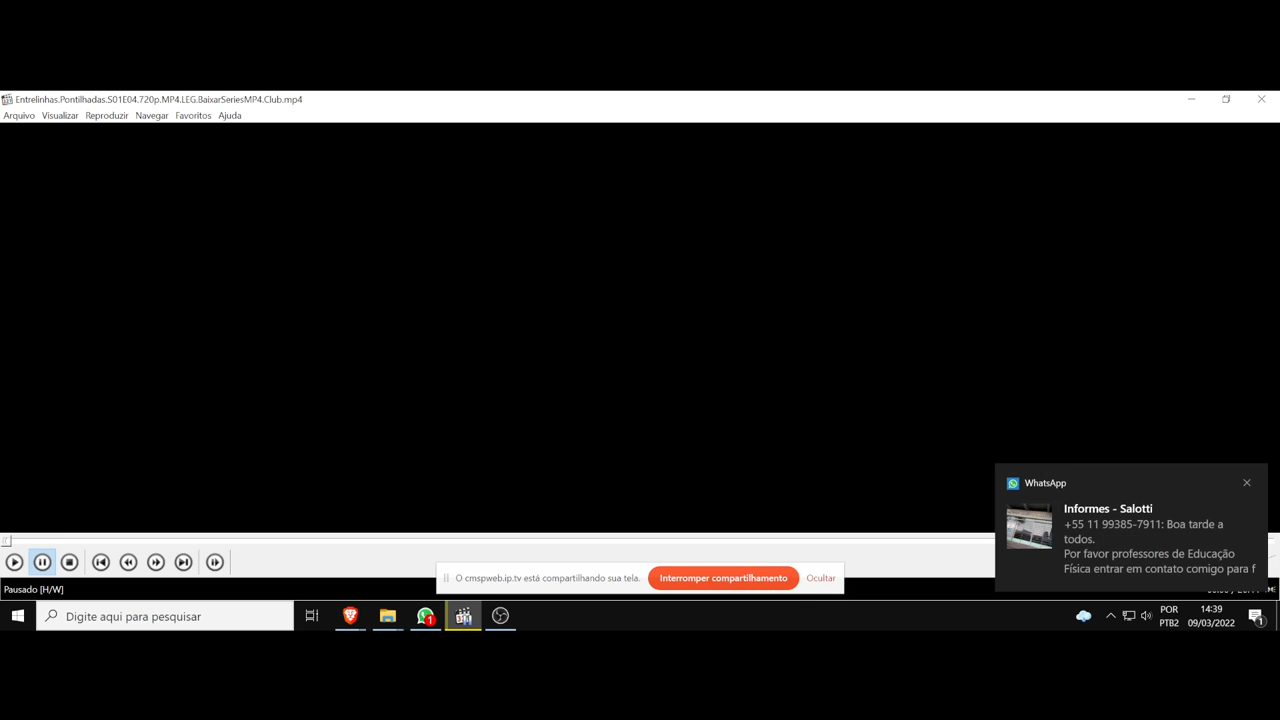 Entrelinhas.Pontilhadas.S01E04.720p.MP4.LEG.BaixarSeriesMP4.Club.mp4
Arquivo Visualizar Reproduzir Navegar Favoritos Ajuda
WhatsApp
Informes - Salotti
+55 11 99385-7911: Boa tarde a
todos.
Por favor professores de Educação
Física entrar em contato comigo para f
O cmspweb.ip.tv está compartilhando sua tela. Interromper compartilhamento Ocultar
Pausado [H/W]
Digite aqui para pesquisar
1
POR
PTB2
14:39
09/03/2022
1